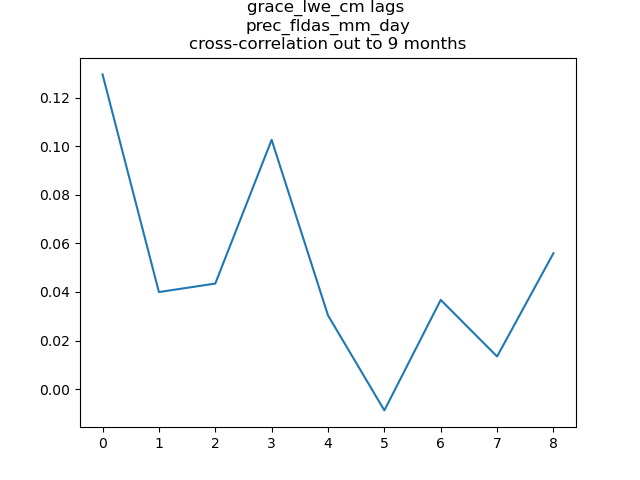 grace_lwe_cm lags
prec_fldas_mm_day
cross-correlation out to 9 months
0.12
0.10
0.08
0.06
0.04
0.02
0.00
0 1 2 3 4 5 6 7 8